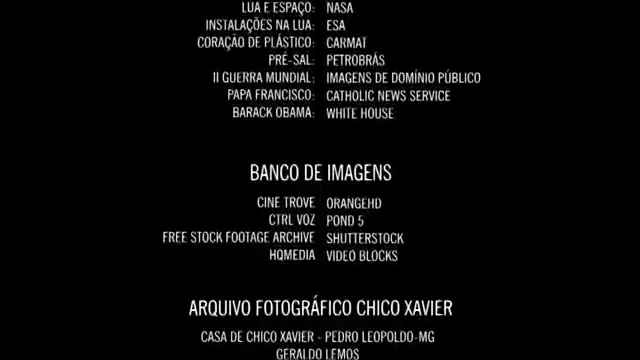 LUA E ESPAÇO: NASA
INSTALAÇÕES NA LUA: ESA
CORAÇÃO DE PLÁSTICO: CARMAT
PRÉ-SAL: PETROBRÁS
II GUERRA MUNDIAL: IMAGENS DE DOMÍNIO PÚBLICO
PAPA FRANCISCO: CATHOLIC NEWS SERVICE
BARACK OBAMA: WHITE HOUSE
BANCO DE IMAGENS
CINE TROVE ORANGEHD
CTRL VOZ POND 5
FREE STOCK FOOTAGE ARCHIVE SHUTTERSTOCK
HQMEDIA VIDEO BLOCKS
ARQUIVO FOTOGRÁFICO CHICO XAVIER
CASA DE CHICO XAVIER - PEDRO LEOPOLDO-MG
GERALDO LEMOS